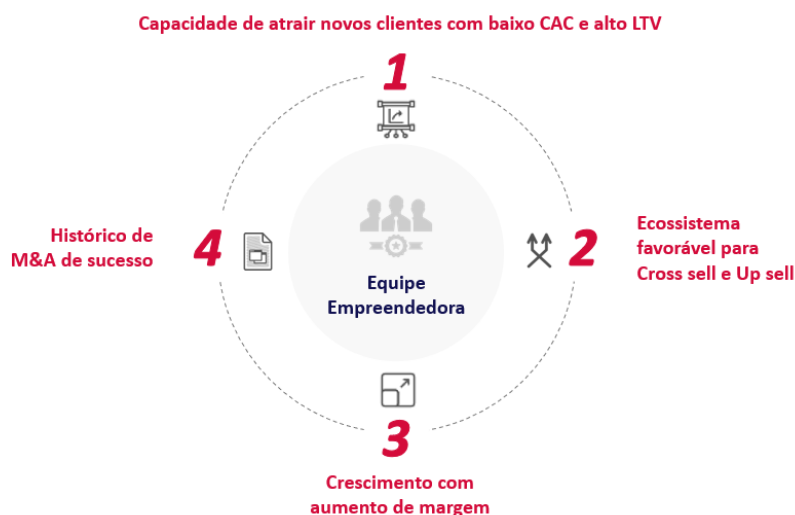 Capacidade de atrair novos clientes com baixo CAC e alto LTV
1
Histórico de
M&A de sucesso
4
Equipe
Empreendedora
2
Ecossistema
favorável para
Cross sell e Up sell
3
Crescimento com
aumento de margem